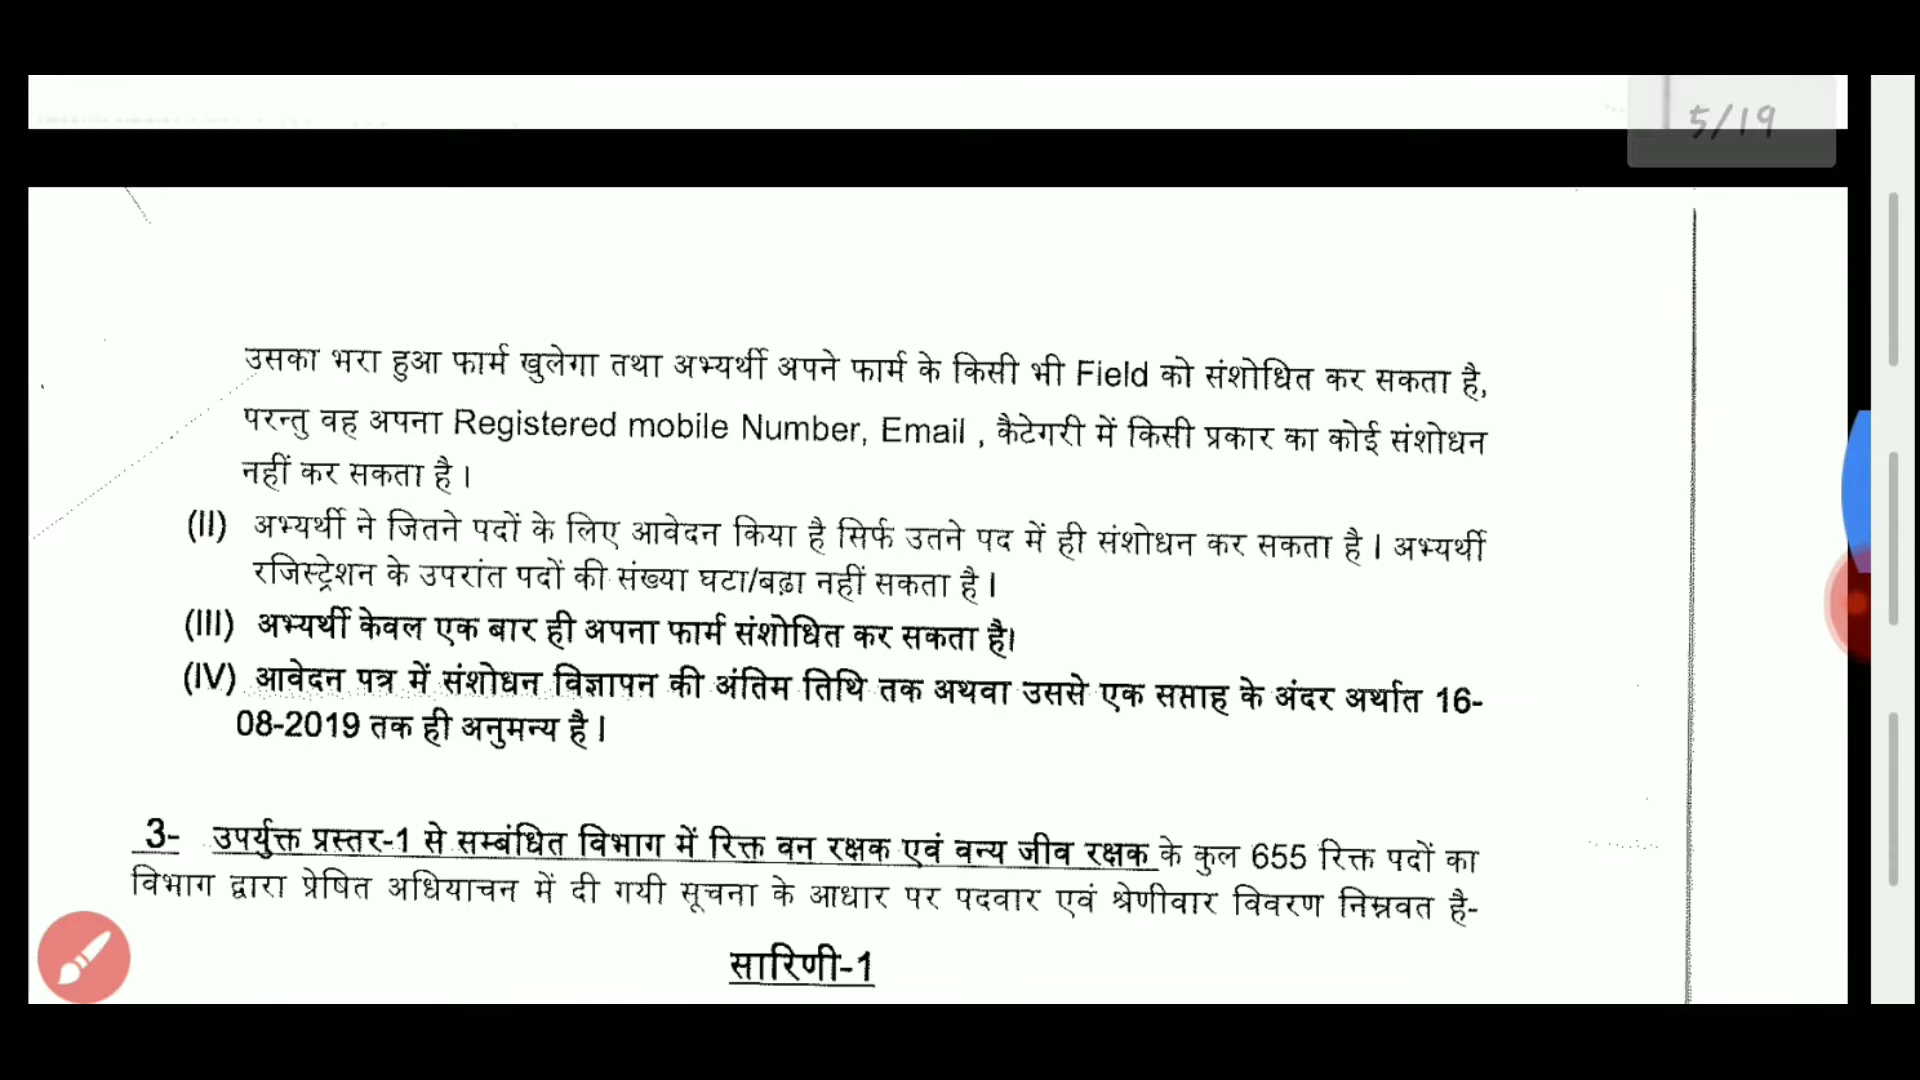 5/19
उसका भरा हुआ फार्म खुलेगा तथा अभ्यर्थी अपने फार्म के किसी भी Field को संशोधित कर सकता है,
परन्तु वह अपना Registered mobile Number, Email , कैटेगरी में किसी प्रकार का कोई संशोधन
नहीं कर सकता है।
(II) अभ्यर्थी ने जितने पदों के लिए आवेदन किया है सिर्फ उतने पद में ही संशोधन कर सकता है। अभ्यर्थी
रजिस्ट्रेशन के उपरांत पदों की संख्या घटा/बढ़ा नहीं सकता है।
(III) अभ्यर्थी केवल एक बार ही अपना फार्म संशोधित कर सकता है।
(IV) आवेदन पत्र में संशोधन विज्ञापन की अंतिम तिथि तक अथवा उससे एक सप्ताह के अंदर अर्थात 16-
08-2019 तक ही अनुमन्य है।
3- उपर्युक्त प्रस्तर-1 से सम्बंधित विभाग में रिक्त वन रक्षक एवं वन्य जीव रक्षक के कुल 655 रिक्त पदों का
विभाग द्वारा प्रेषित अधियाचन में दी गयी सूचना के आधार पर पदवार एवं श्रेणीवार विवरण निम्नवत है-
सारिणी-1